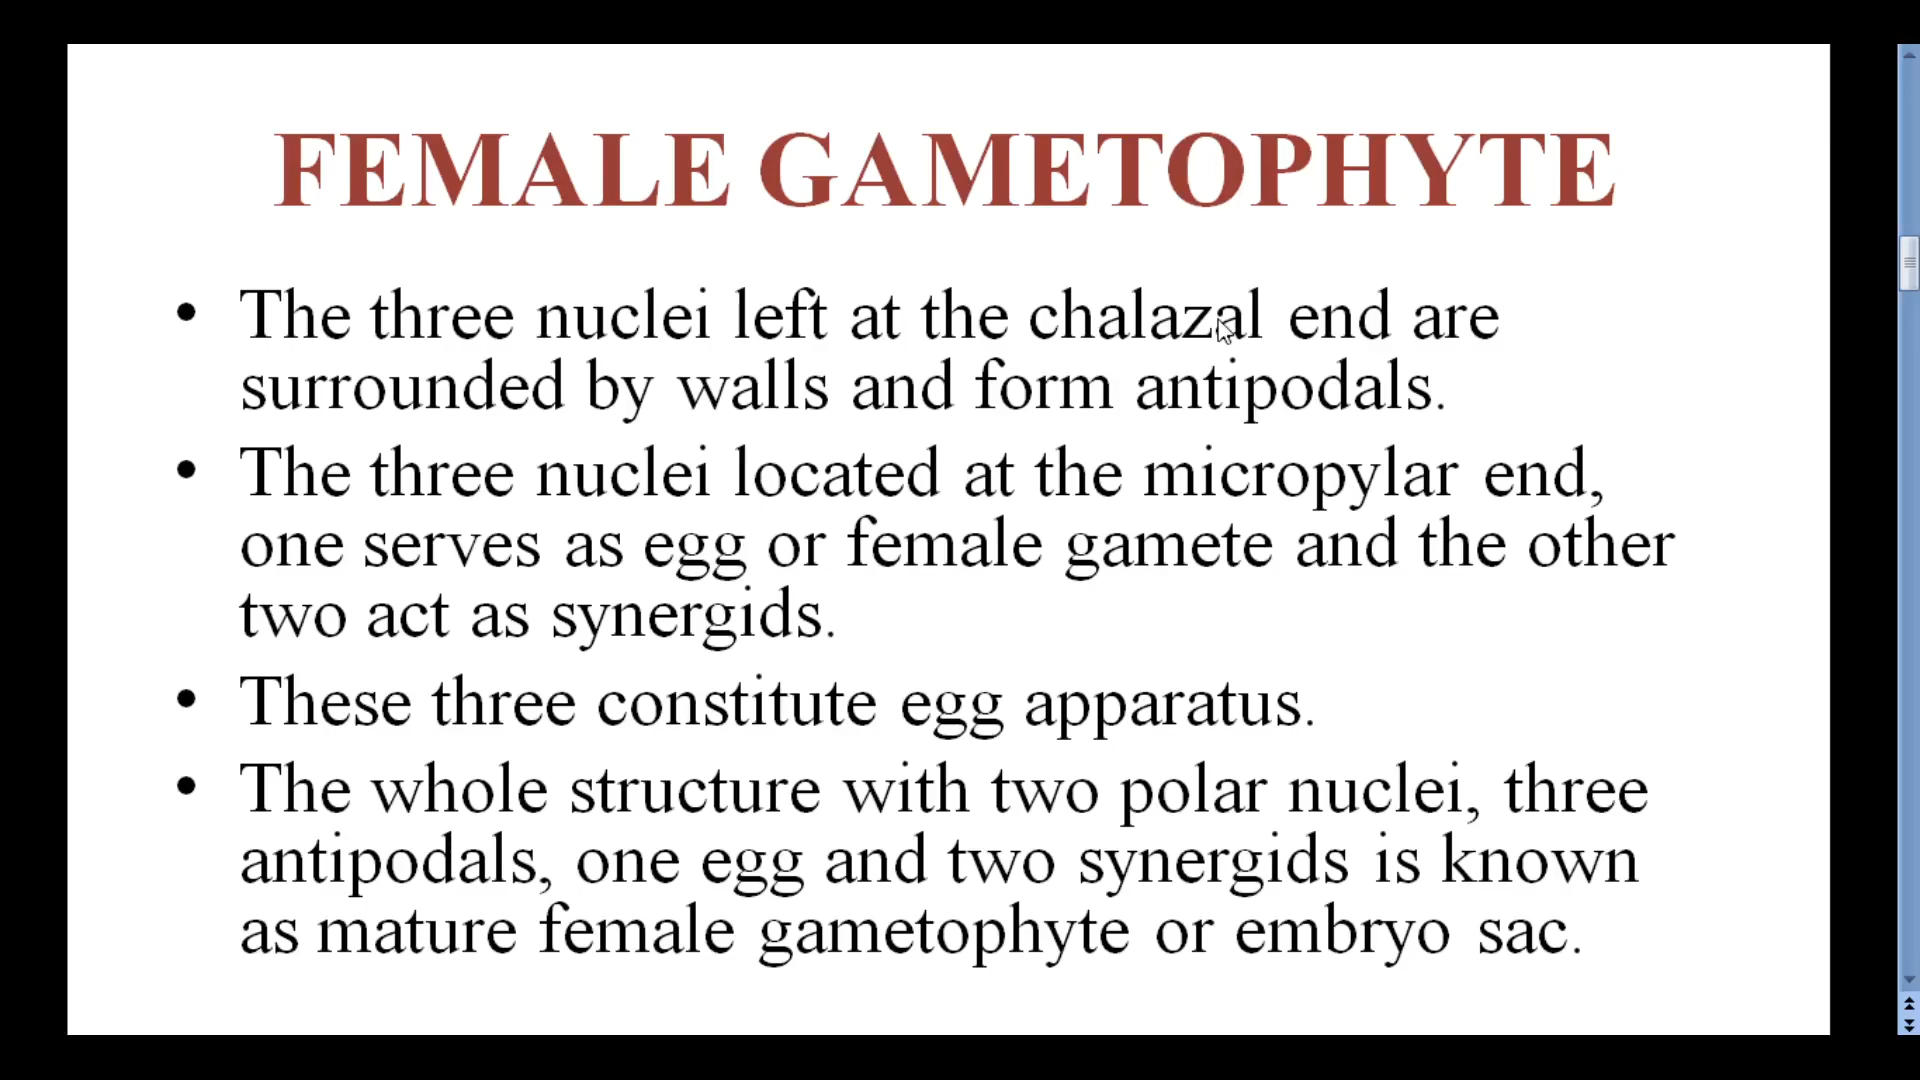 FEMALE GAMETOPHYTE
• The three nuclei left at the chalazal end are
surrounded by walls and form antipodals.
• The three nuclei located at the micropylar end,
one serves as egg or female gamete and the other
two act as synergids.
• These three constitute egg apparatus.
• The whole structure with two polar nuclei, three
antipodals, one egg and two synergids is known
as mature female gametophyte or embryo sac.